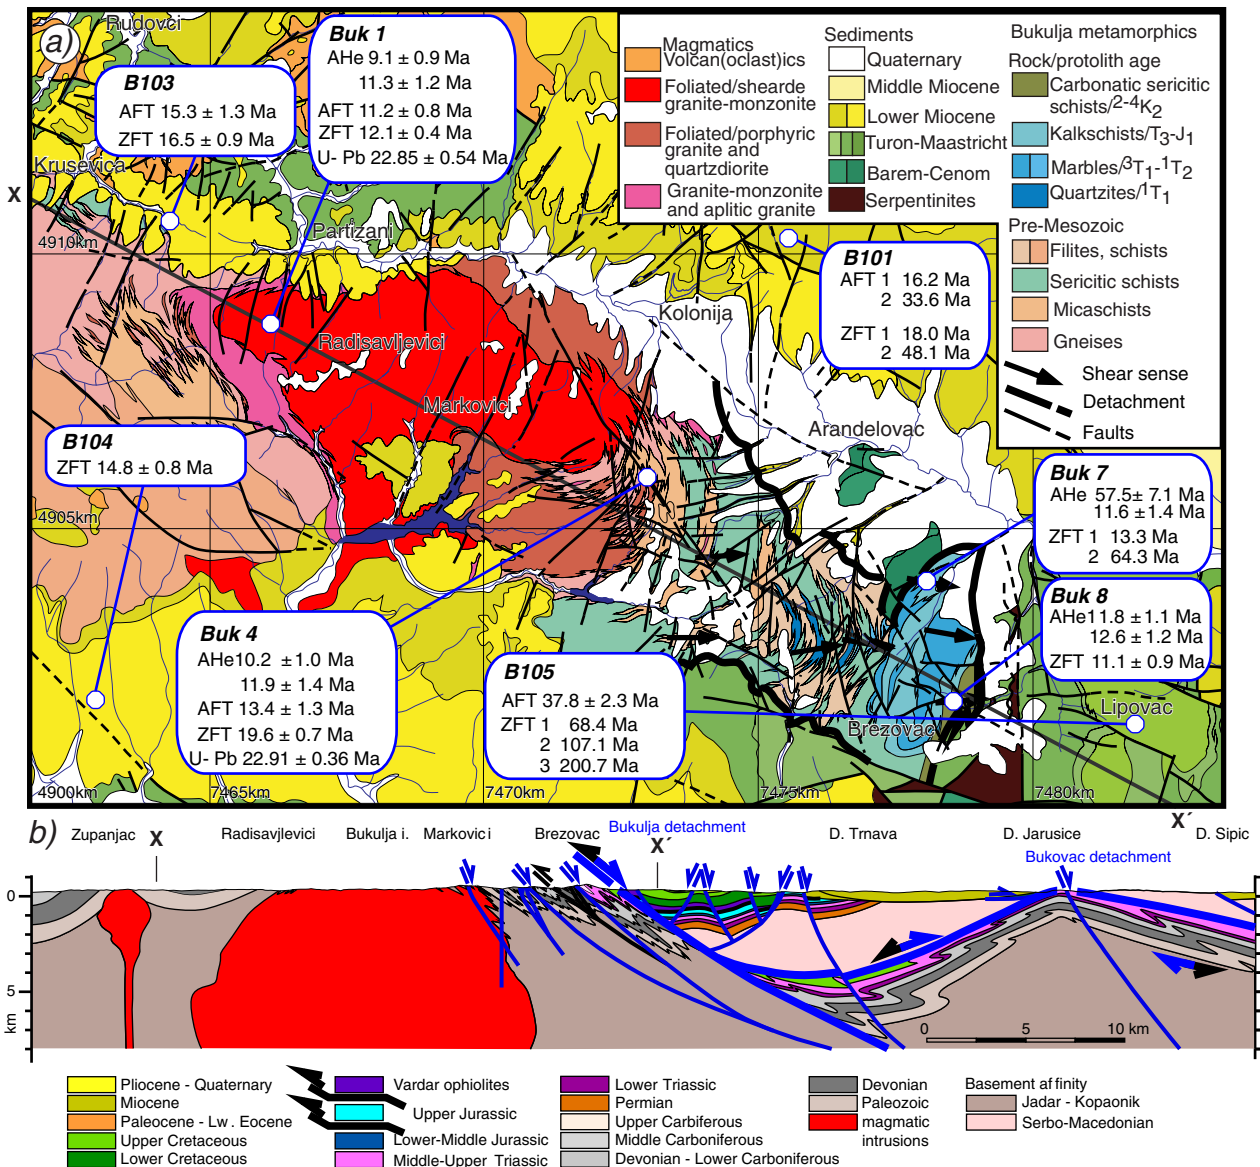 a)
Rudovci
Buk 1
AHe 9.1 ± 0.9 Ma
11.3 ± 1.2 Ma
AFT 11.2 ± 0.8 Ma
ZFT 12.1 ± 0.4 Ma
U- Pb 22.85 ± 0.54 Ma
B103
AFT 15.3 ± 1.3 Ma
ZFT 16.5 ± 0.9 Ma
Krusevica
X
4910km
Partizani
Magmatics
Volcan(oclast)ics
Foliated/shearde
granite-monzonite
Foliated/porphyric
granite and
quartzdiorite
Granite-monzonite
and aplitic granite
Sediments
Quaternary
Middle Miocene
Lower Miocene
Turon-Maastricht
Barem-Cenom
Serpentinites
Bukulja metamorphics
Rock/protolith age
Carbonatic sericitic
schists/2-4K2
Kalkschists/T3-J1
Marbles/3T1-1T2
Quartzites/1T1
Pre-Mesozoic
Filites, schists
Sericitic schists
Micaschists
Gneises
Shear sense
Detachment
Faults
B101
AFT 1 16.2 Ma
2 33.6 Ma
ZFT 1 18.0 Ma
2 48.1 Ma
Kolonija
Radisavljevici
Markovici
Arandelovac
B104
ZFT 14.8 ± 0.8 Ma
4905km
Buk 7
AHe 57.5± 7.1 Ma
11.6 ± 1.4 Ma
ZFT 1 13.3 Ma
2 64.3 Ma
Buk 8
AHe11.8 ± 1.1 Ma
12.6 ± 1.2 Ma
ZFT 11.1 ± 0.9 Ma
Buk 4
AHe10.2 ±1.0 Ma
11.9 ± 1.4 Ma
AFT 13.4 ± 1.3 Ma
ZFT 19.6 ± 0.7 Ma
U- Pb 22.91 ± 0.36 Ma
B105
AFT 37.8 ± 2.3 Ma
ZFT 1 68.4 Ma
2 107.1 Ma
3 200.7 Ma
Brezovac
Lipovac
4900 km
7465km
7470km
7475km
7480km
X´
b)
Zupanjac
X
Radisavjlevici
Bukulja i.
Markovic i
Brezovac
Bukulja detachment
X´
D. Trnava
D. Jarusice
D. Sipic
Bukovac detachment
0
5
km
0 5 10 km
Pliocene - Quaternary
Miocene
Paleocene - Lw. Eocene
Upper Cretaceous
Lower Cretaceous
Vardar ophiolites
Upper Jurassic
Lower-Middle Jurassic
Middle-Upper Triassic
Lower Triassic
Permian
Upper Carbiferous
Middle Carboniferous
Devonian - Lower Carboniferous
Devonian
Paleozoic
magmatic
intrusions
Basement affinity
Jadar - Kopaonik
Serbo-Macedonian